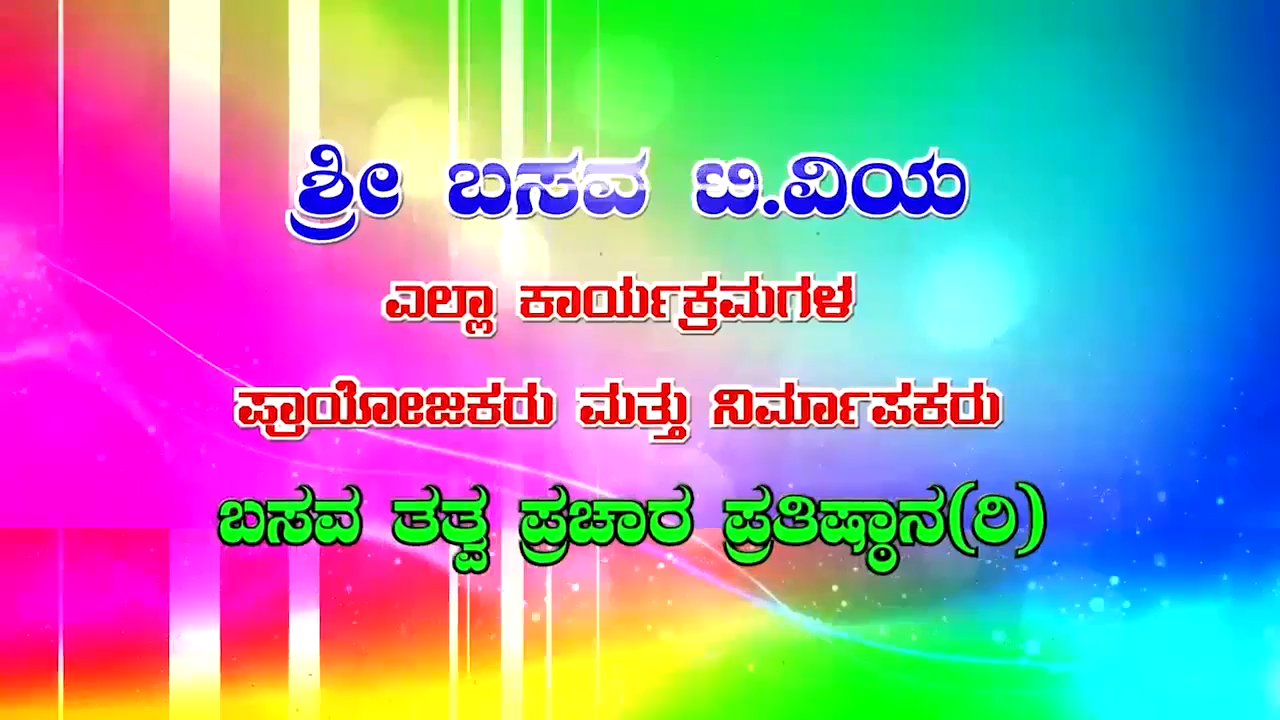 ಶ್ರೀ ಬಸವ ಟಿ.ವಿಯ
ಎಲ್ಲಾ ಕಾರ್ಯಕ್ರಮಗಳ
ಪ್ರಾಯೋಜಕರು ಮತ್ತು ನಿರ್ಮಾಪಕರು
ಬಸವ ತತ್ವ ಪ್ರಚಾರ ಪ್ರತಿಷ್ಠಾನ(ರಿ)